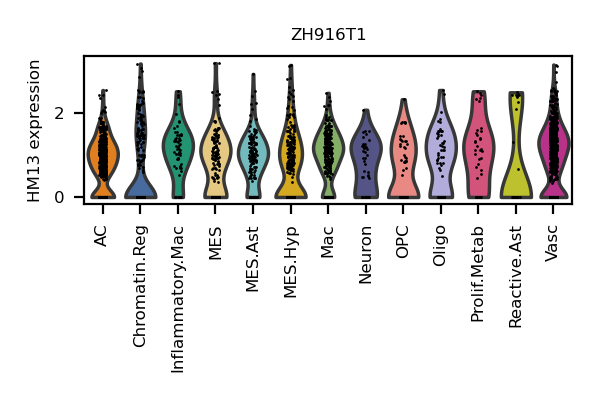 ZH916T1
HM13 expression
2
0
AC
Chromatin.Reg
Inflammatory.Mac
MES
MES.Ast
MES.Hyp
Mac
Neuron
OPC
Oligo
Prolif.Metab
Reactive.Ast
Vasc